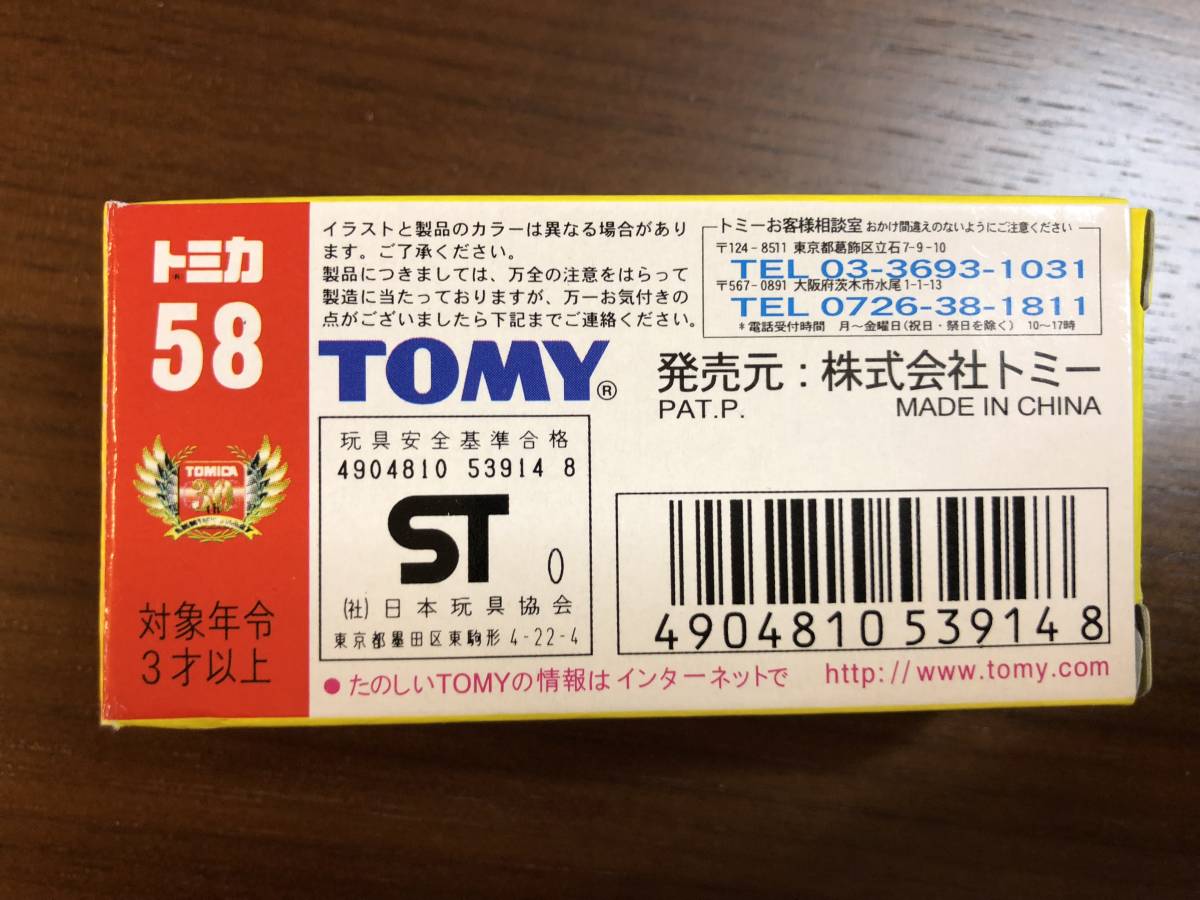 トミカ
58
TOMICA
30
TH
対象年令
3才以上
イラストと製品のカラーは異なる場合があり
ます。ご了承ください。
製品につきましては、万全の注意をはらって
製造に当たっておりますが、万一お気付きの
点がございましたら下記までご連絡ください。
トミーお客様相談室 おかけ間違えのないようにご注意ください
〒124-8511 東京都葛飾区立石7-9-10
TEL 03-3693-1031
〒567-0891 大阪府茨木市水尾1-1-13
TEL 0726-38-1811
*電話受付時間 月〜金曜日(祝日・祭日を除く) 10〜17時
TOMY®
発売元：株式会社トミー
PAT.P. MADE IN CHINA
玩具安全基準合格
4904810 53914 8
ST 0
(社)日本玩具協会
東京都墨田区東駒形 4-22-4
4904810 53914 8
●たのしいTOMYの情報はインターネットで http://www.tomy.com